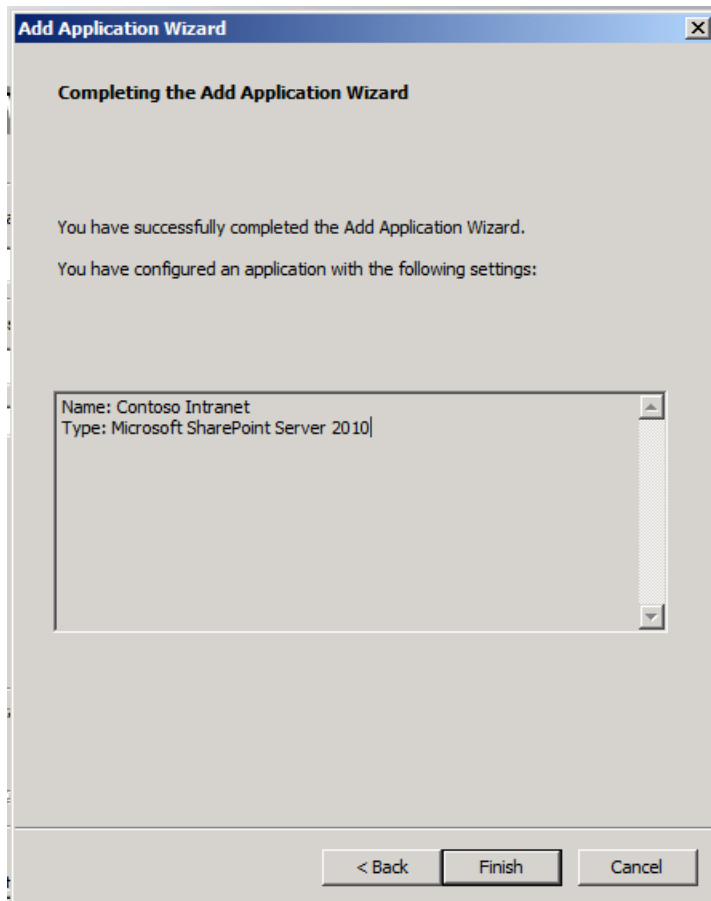 Add Application Wizard
Completing the Add Application Wizard
You have successfully completed the Add Application Wizard.
You have configured an application with the following settings:
Name: Contoso Intranet
Type: Microsoft SharePoint Server 2010
< Back
Finish
Cancel